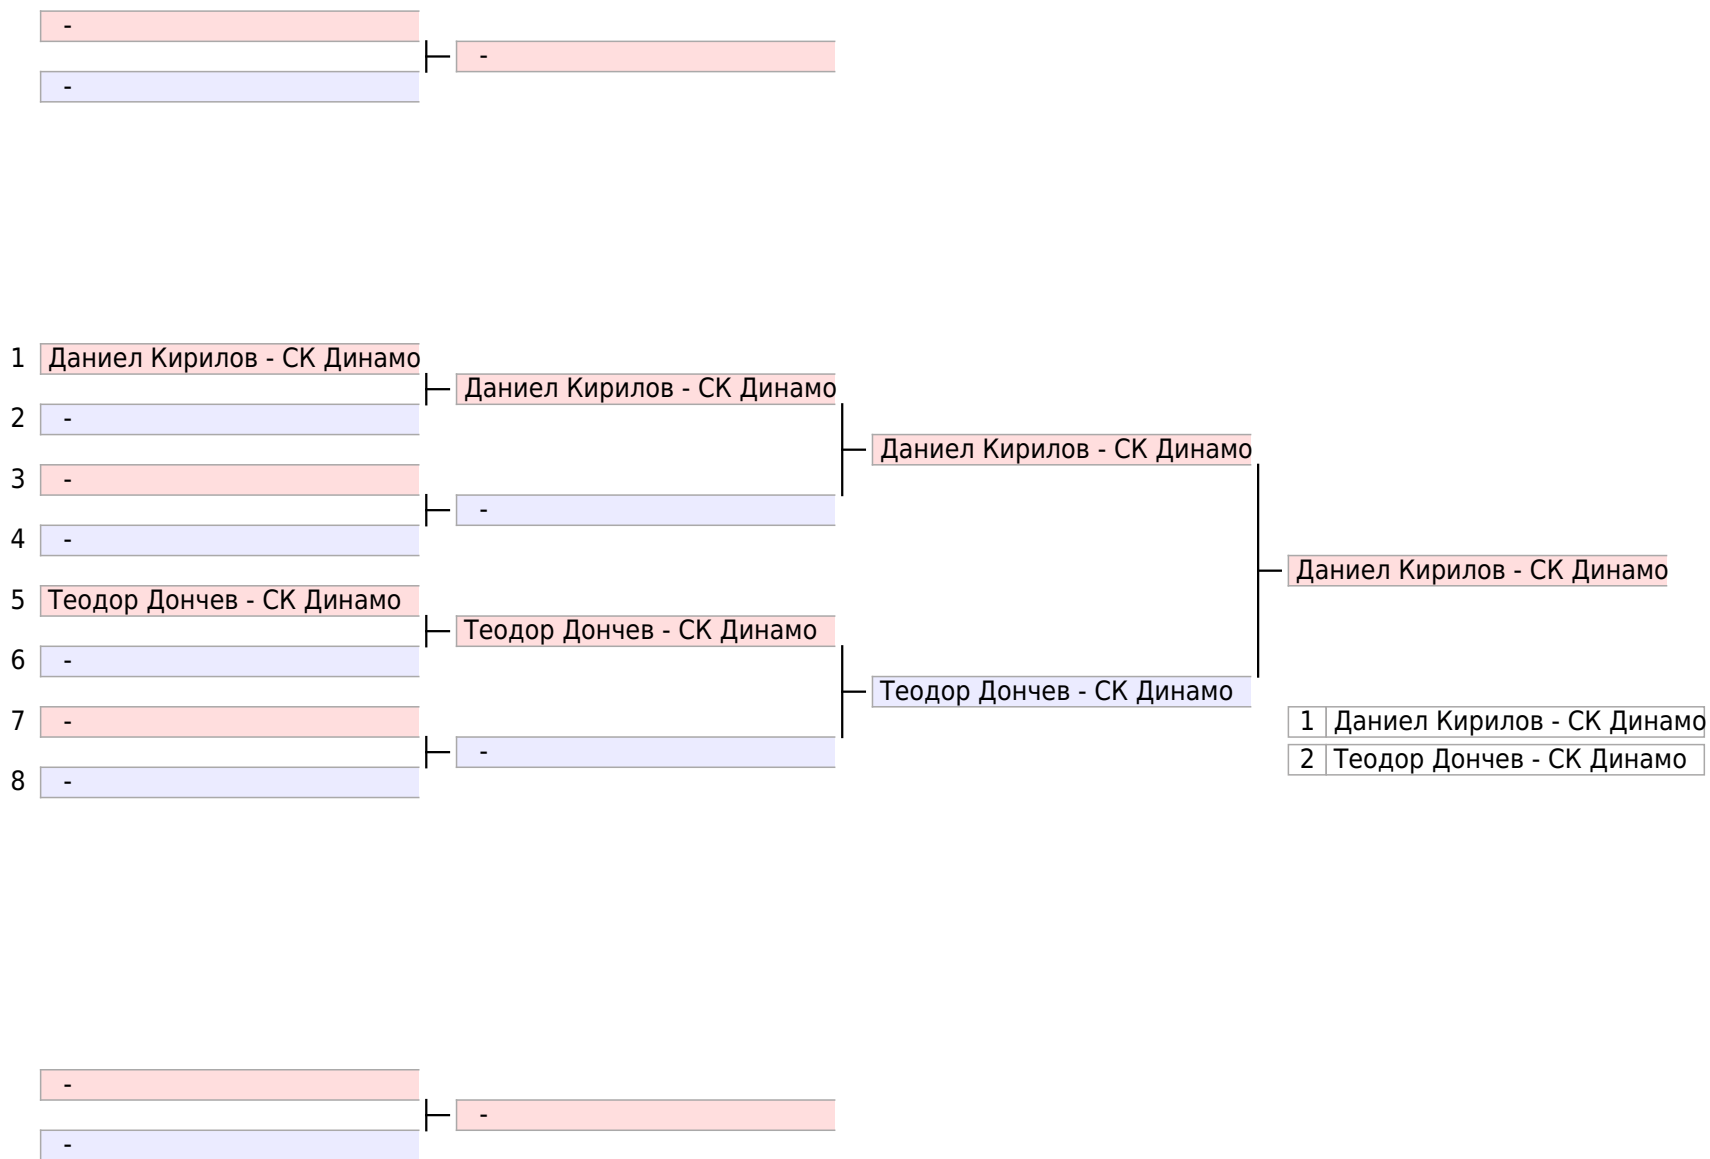 -
-
-
1 Даниел Кирилов - СК Динамо
Даниел Кирилов - СК Динамо
2 -
Даниел Кирилов - СК Динамо
3 -
-
4 -
Даниел Кирилов - СК Динамо
5 Теодор Дончев - СК Динамо
Теодор Дончев - СК Динамо
6 -
Теодор Дончев - СК Динамо
7 -
1 Даниел Кирилов - СК Динамо
-
2 Теодор Дончев - СК Динамо
8 -
-
-
-